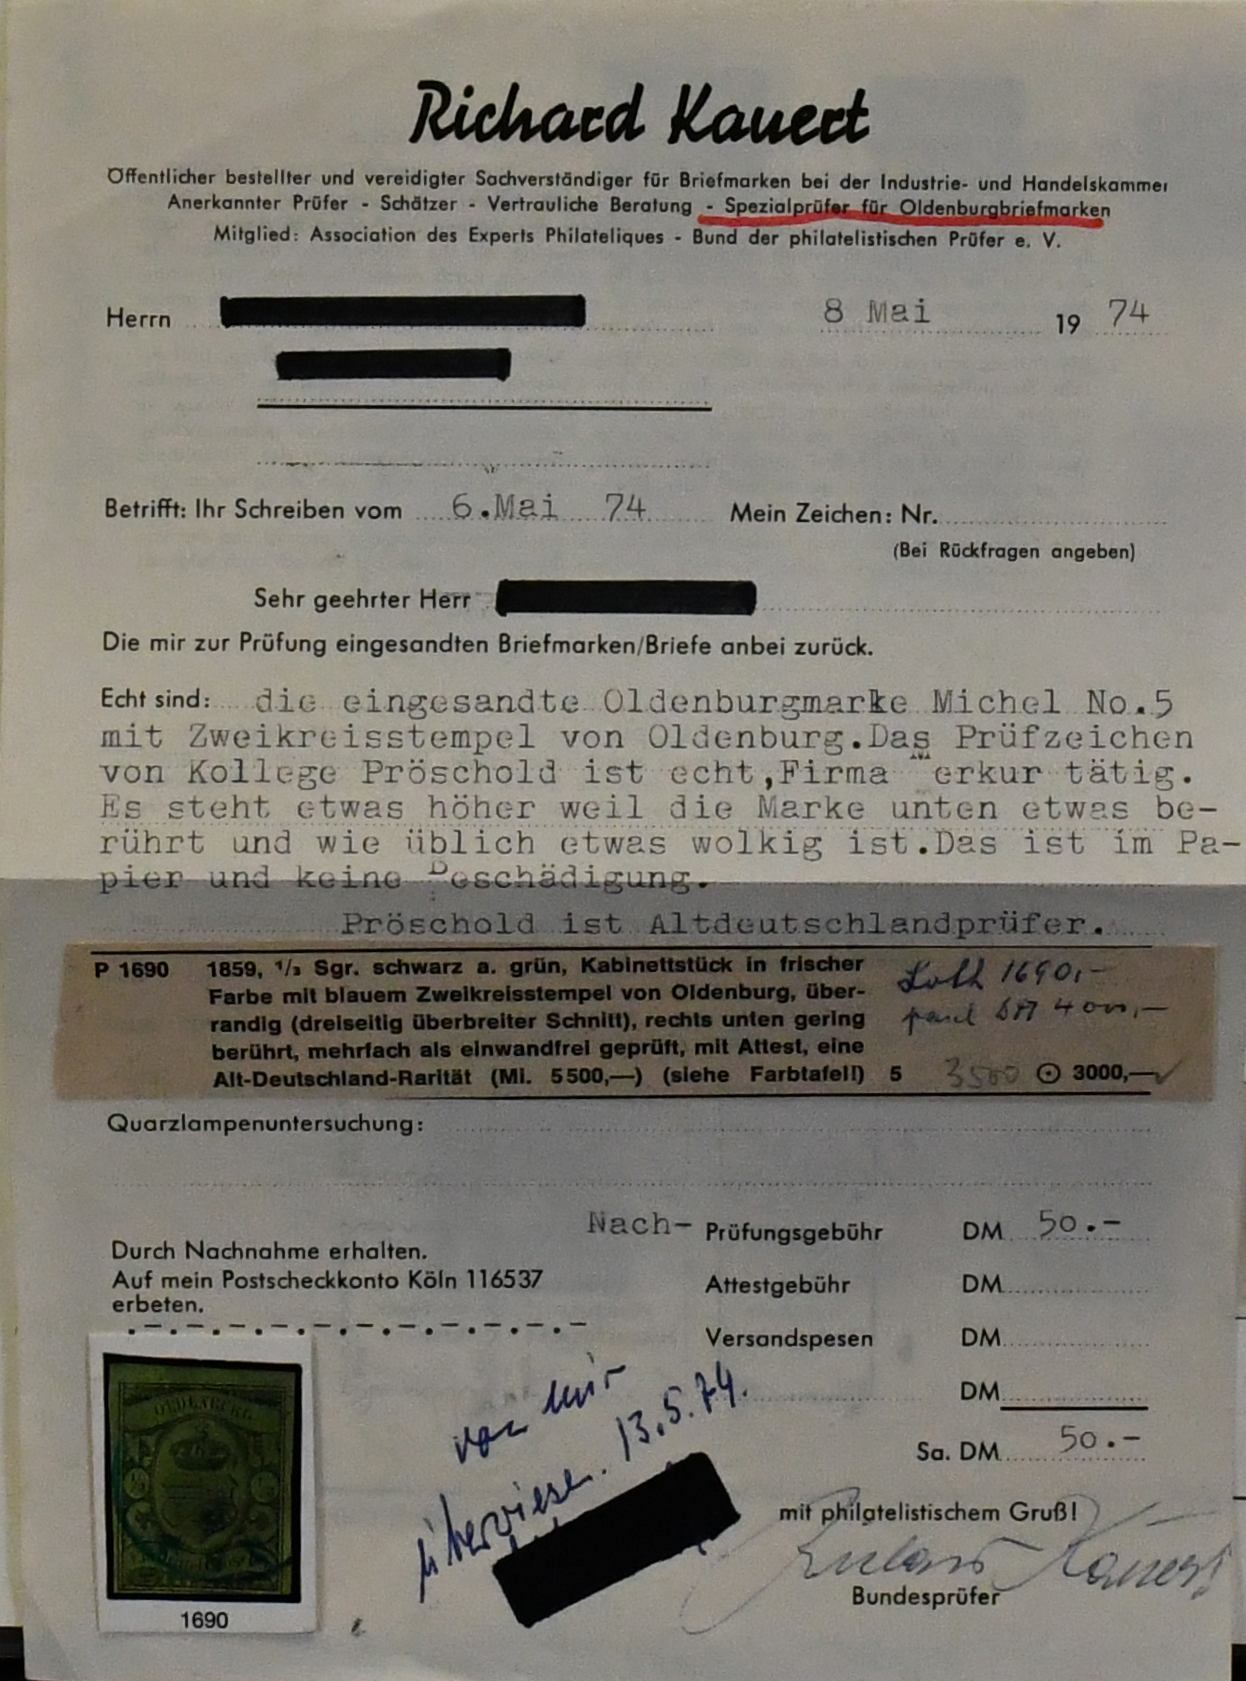 Richard Kauert
Öffentlicher bestellter und vereidigter Sachverständiger für Briefmarken bei der Industrie- und Handelskammer
Anerkannter Prüfer - Schätzer - Vertrauliche Beratung - Spezialprüfer für Oldenburgbriefmarken
Mitglied: Association des Experts Philateliques - Bund der philatelistischen Prüfer e. V.
Herrn
8 Mai 19 74
Betrifft: Ihr Schreiben vom 6.Mai 74 Mein Zeichen: Nr.
(Bei Rückfragen angeben)
Sehr geehrter Herr
Die mir zur Prüfung eingesandten Briefmarken/Briefe anbei zurück.
Echt sind: die eingesandte Oldenburgmarke Michel No.5
mit Zweikreisstempel von Oldenburg.Das Prüfzeichen
von Kollege Pröschold ist echt,Firma Merkur tätig.
Es steht etwas höher weil die Marke unten etwas be-
rührt und wie üblich etwas wolkig ist.Das ist im Pa-
pier und keine Beschädigung.
Pröschold ist Altdeutschlandprüfer.
P 1690 1859, 1/3 Sgr. schwarz a. grün, Kabinettstück in frischer
Farbe mit blauem Zweikreisstempel von Oldenburg, über-
randig (dreiseitig überbreiter Schnitt), rechts unten gering
berührt, mehrfach als einwandfrei geprüft, mit Attest, eine
Alt-Deutschland-Rarität (Mi. 5500,—) (siehe Farbtafel!) 5 3500 ⊙ 3000,—
1690,-
Quarzlampenuntersuchung:
Nach- Prüfungsgebühr DM 50.-
Durch Nachnahme erhalten.
Auf mein Postscheckkonto Köln 116537
erbeten.
Attestgebühr DM
Versandspesen DM
DM
Sa. DM 50.-
von mir
überwiesen. 13.5.74.
mit philatelistischem Gruß!
Richard Kauert
Bundesprüfer
OLDENBURG
1690